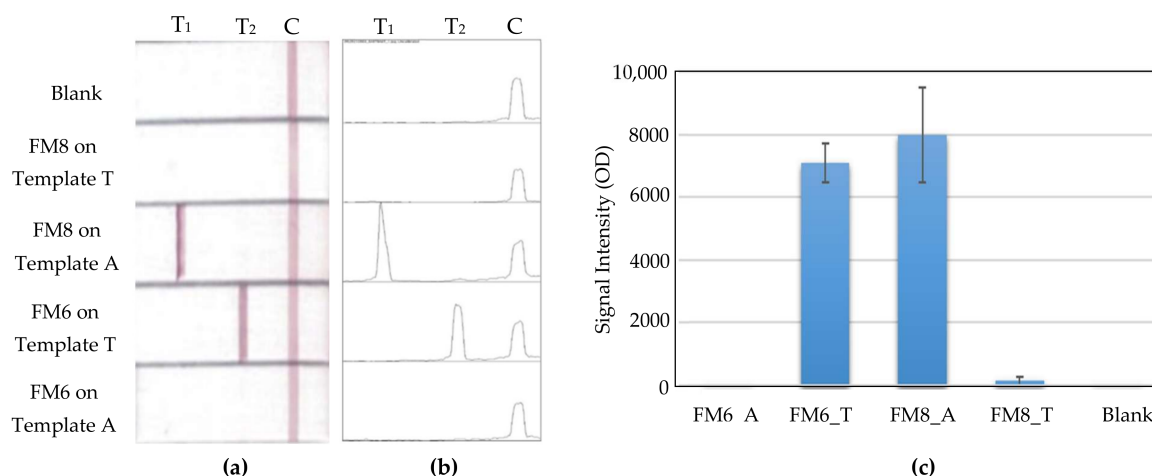 T1 T2 C
T1 T2 C
Blank
FM8 on
Template T
FM8 on
Template A
FM6 on
Template T
FM6 on
Template A
(a)
(b)
10,000
8000
6000
4000
2000
0
Signal Intensity (OD)
FM6 A FM6_T FM8_A FM8_T Blank
(c)